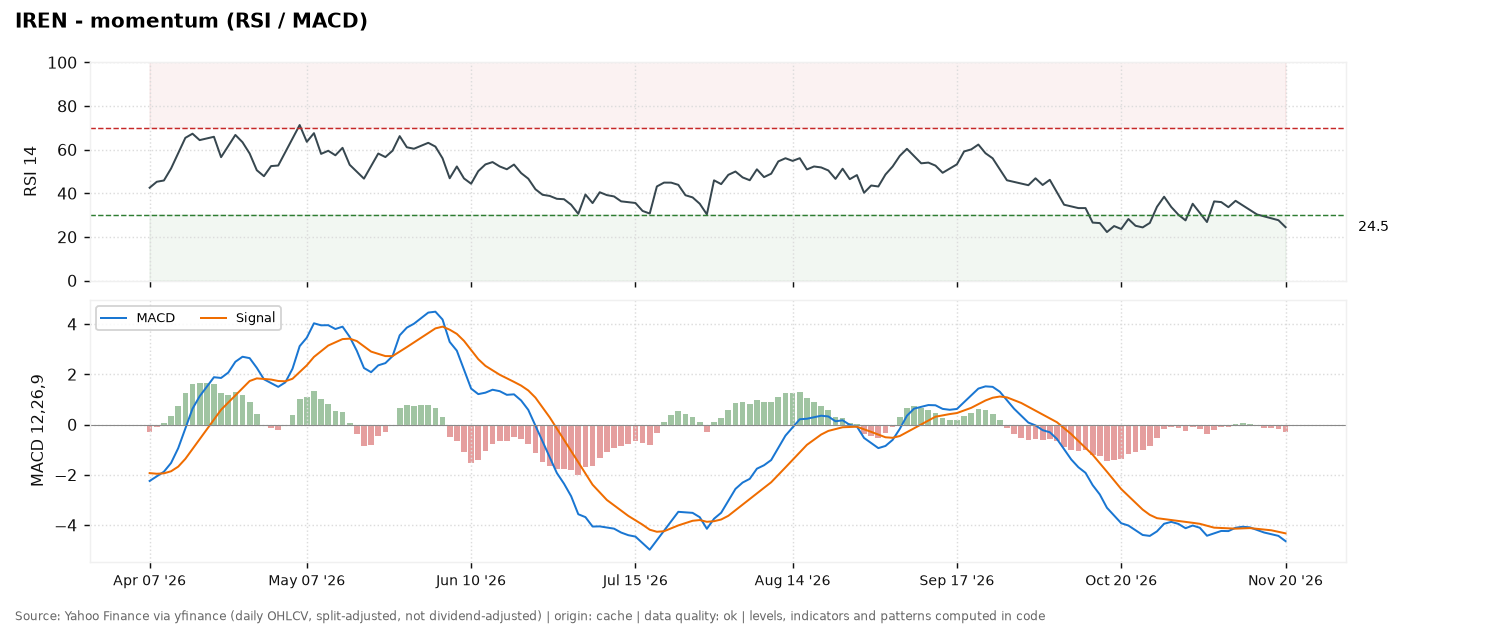 IREN - momentum (RSI / MACD)
100
80
60
40
20
0
RSI 14
24.5
MACD
Signal
4
2
0
−2
−4
MACD 12,26,9
Apr 07 '26
May 07 '26
Jun 10 '26
Jul 15 '26
Aug 14 '26
Sep 17 '26
Oct 20 '26
Nov 20 '26
Source: Yahoo Finance via yfinance (daily OHLCV, split-adjusted, not dividend-adjusted) | origin: cache | data quality: ok | levels, indicators and patterns computed in code